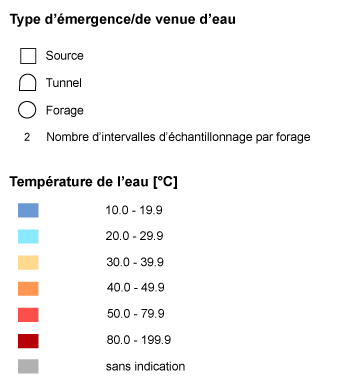 Type d'émergence/de venue d'eau
Source
Tunnel
Forage
2 Nombre d'intervalles d'échantillonnage par forage
Température de l'eau [°C]
10.0 - 19.9
20.0 - 29.9
30.0 - 39.9
40.0 - 49.9
50.0 - 79.9
80.0 - 199.9
sans indication